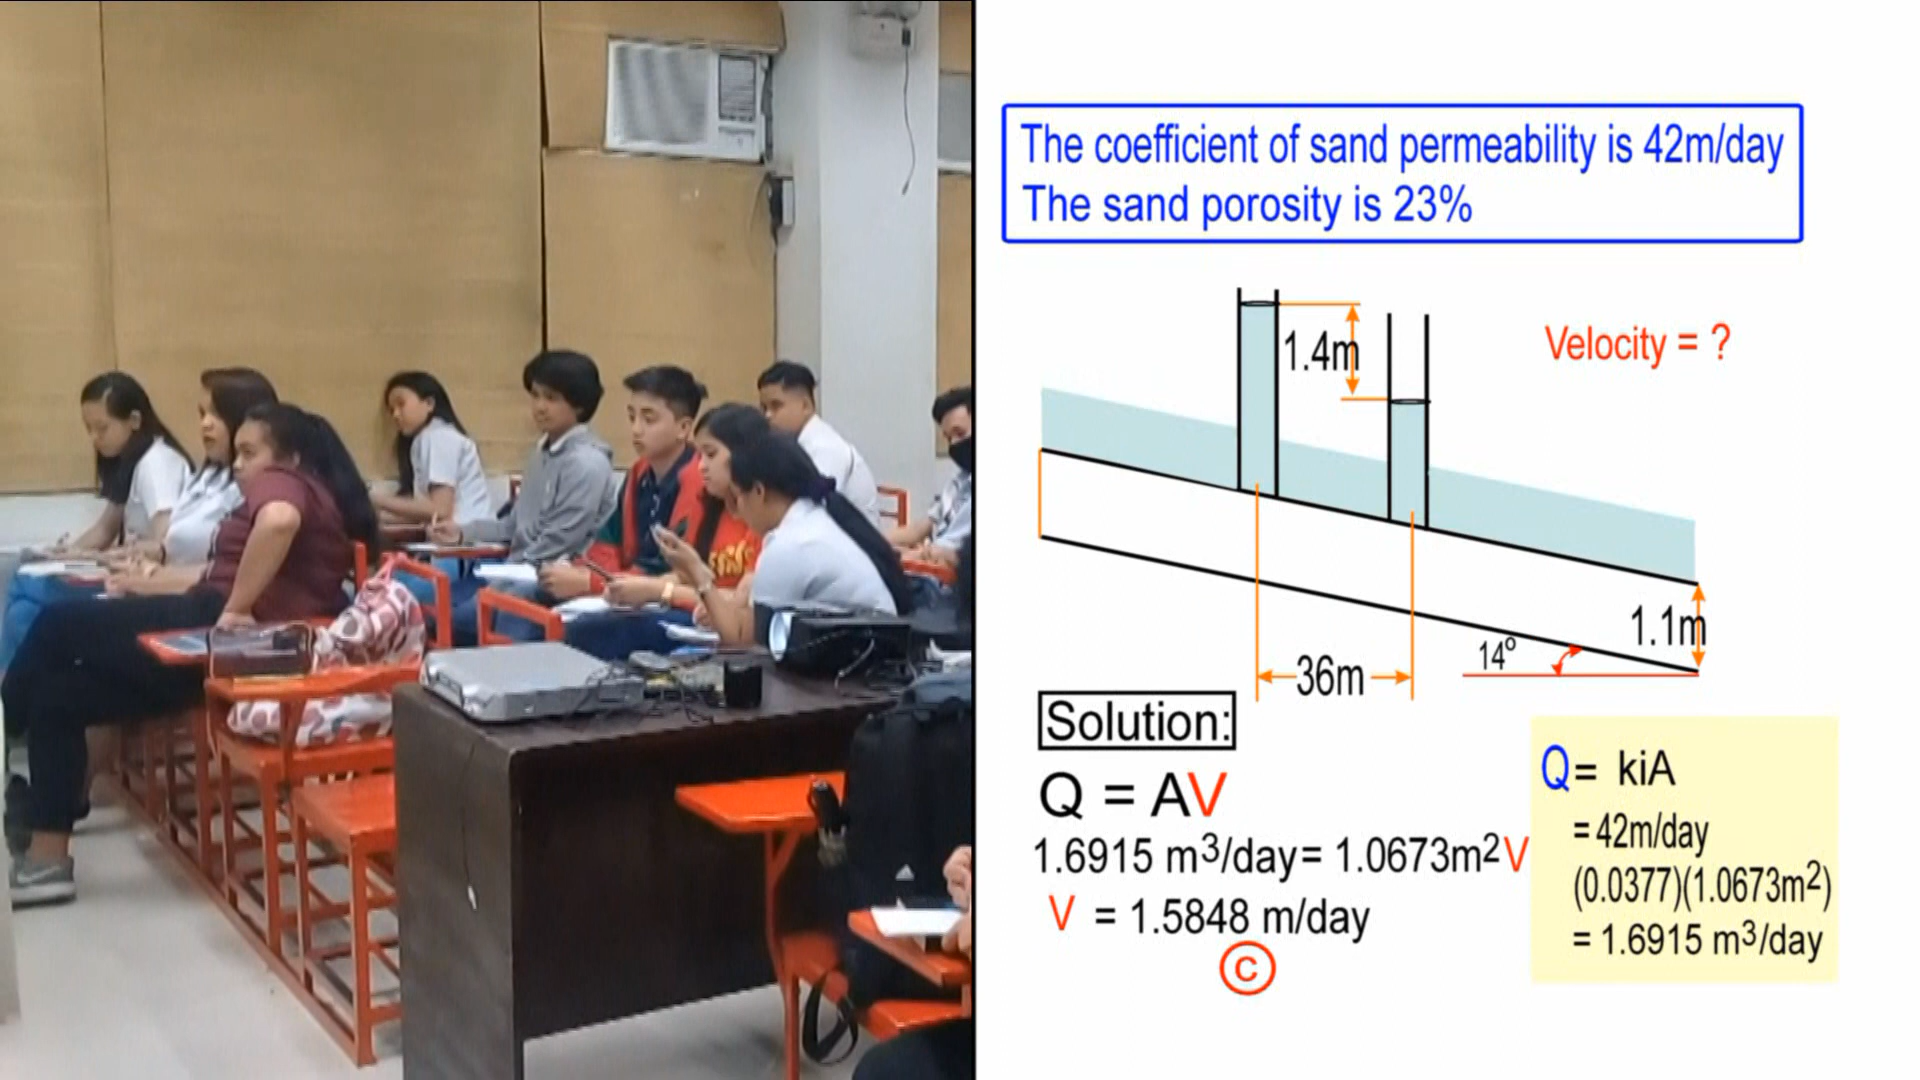 The coefficient of sand permeability is 42m/day
The sand porosity is 23%
1.4m
Velocity = ?
1.1m
14°
36m
Solution:
Q = AV
1.6915 m³/day= 1.0673m² V
V = 1.5848 m/day
C
Q= kiA
= 42m/day
(0.0377)(1.0673m²)
= 1.6915 m³/day